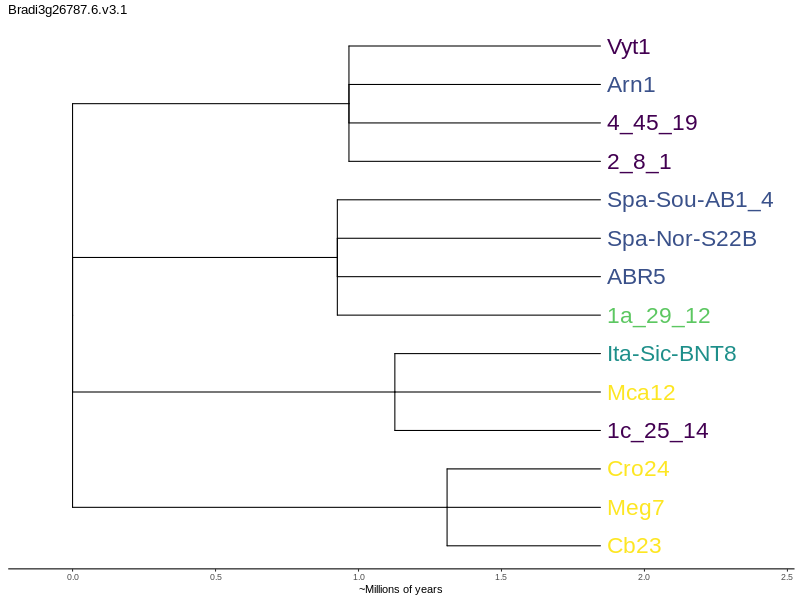 Bradi3g26787.6.v3.1
Vyt1
Arn1
4_45_19
2_8_1
Spa-Sou-AB1_4
Spa-Nor-S22B
ABR5
1a_29_12
Ita-Sic-BNT8
Mca12
1c_25_14
Cro24
Meg7
Cb23
0.0 0.5 1.0 1.5 2.0 2.5
~Millions of years